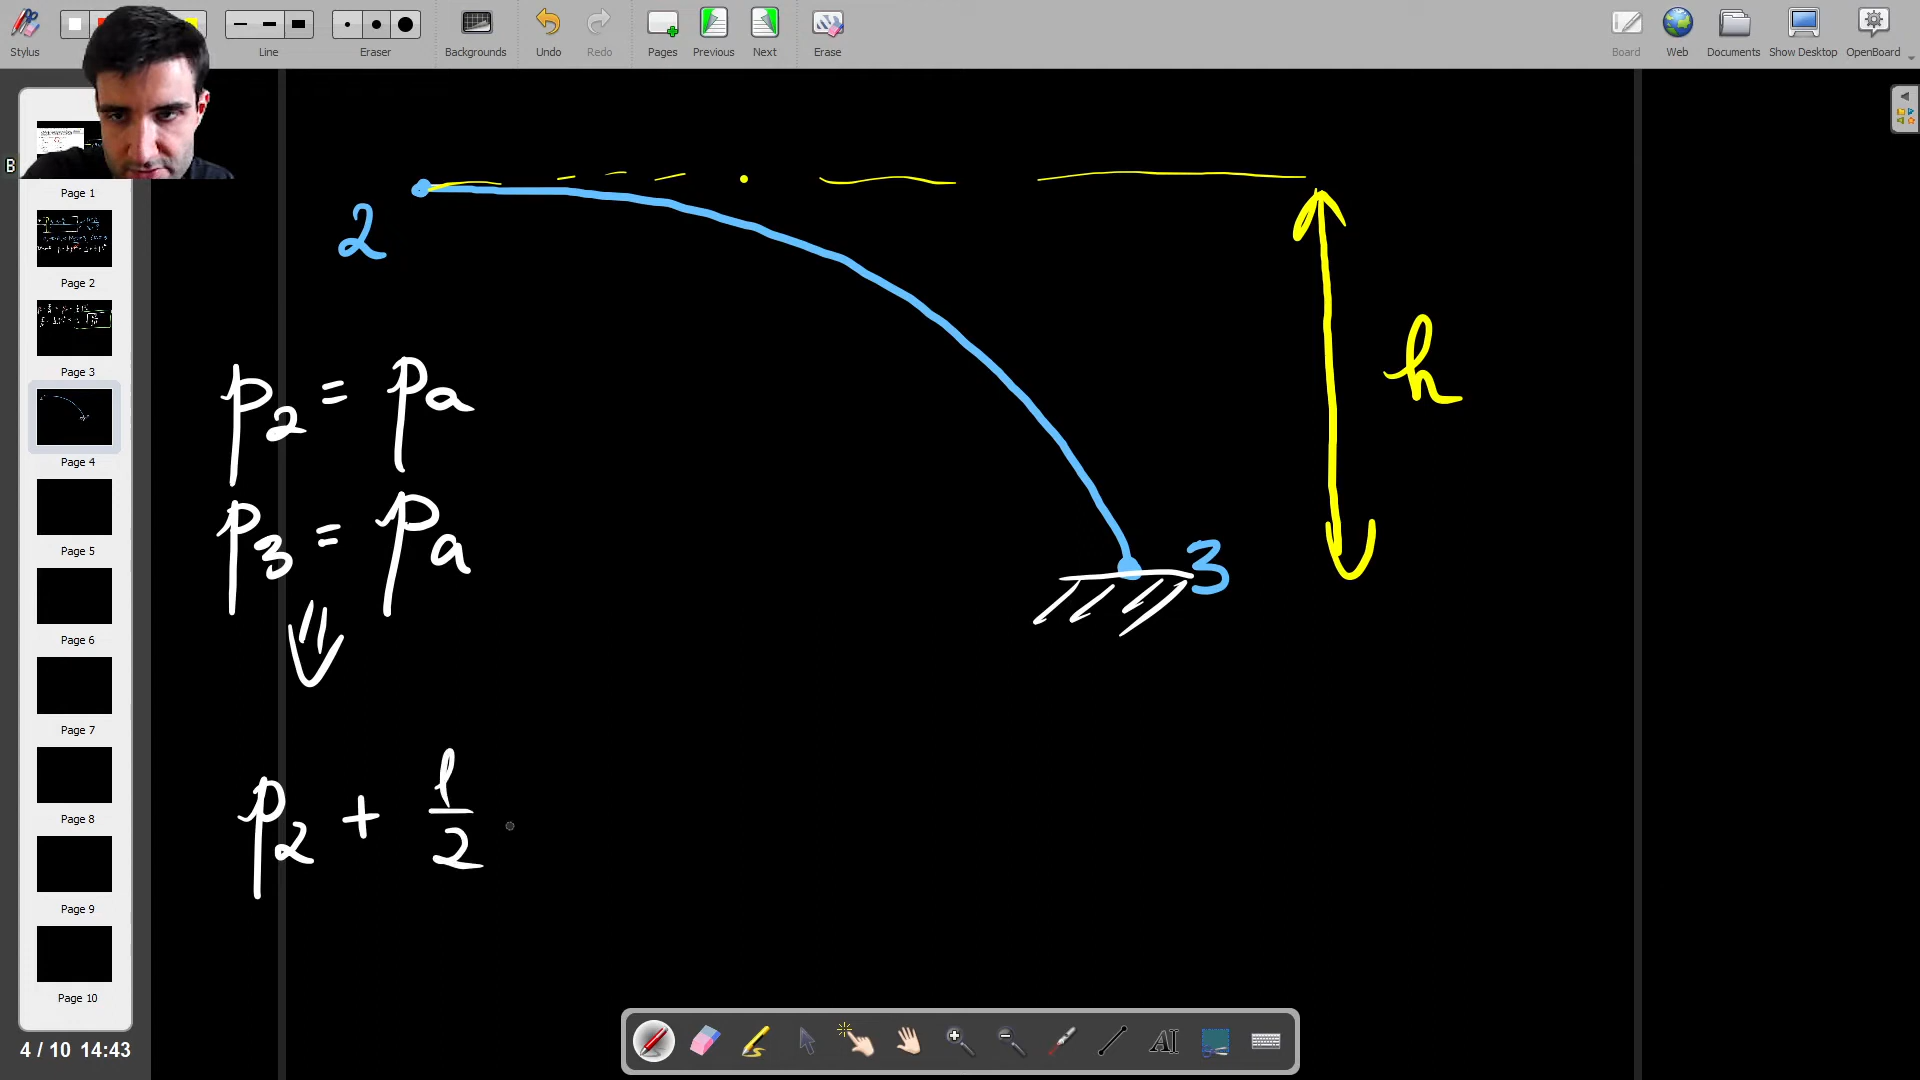 Stylus
Line
Eraser
Backgrounds
Undo
Redo
Pages
Previous
Next
Erase
Board
Web
Documents
Show Desktop
OpenBoard
B
Page 1
Page 2
Page 3
Page 4
Page 5
Page 6
Page 7
Page 8
Page 9
Page 10
4 / 10 14:43
2
h
3
p₂ = pa
p₃ = pa
⇓
p₂ + 1/2
AI